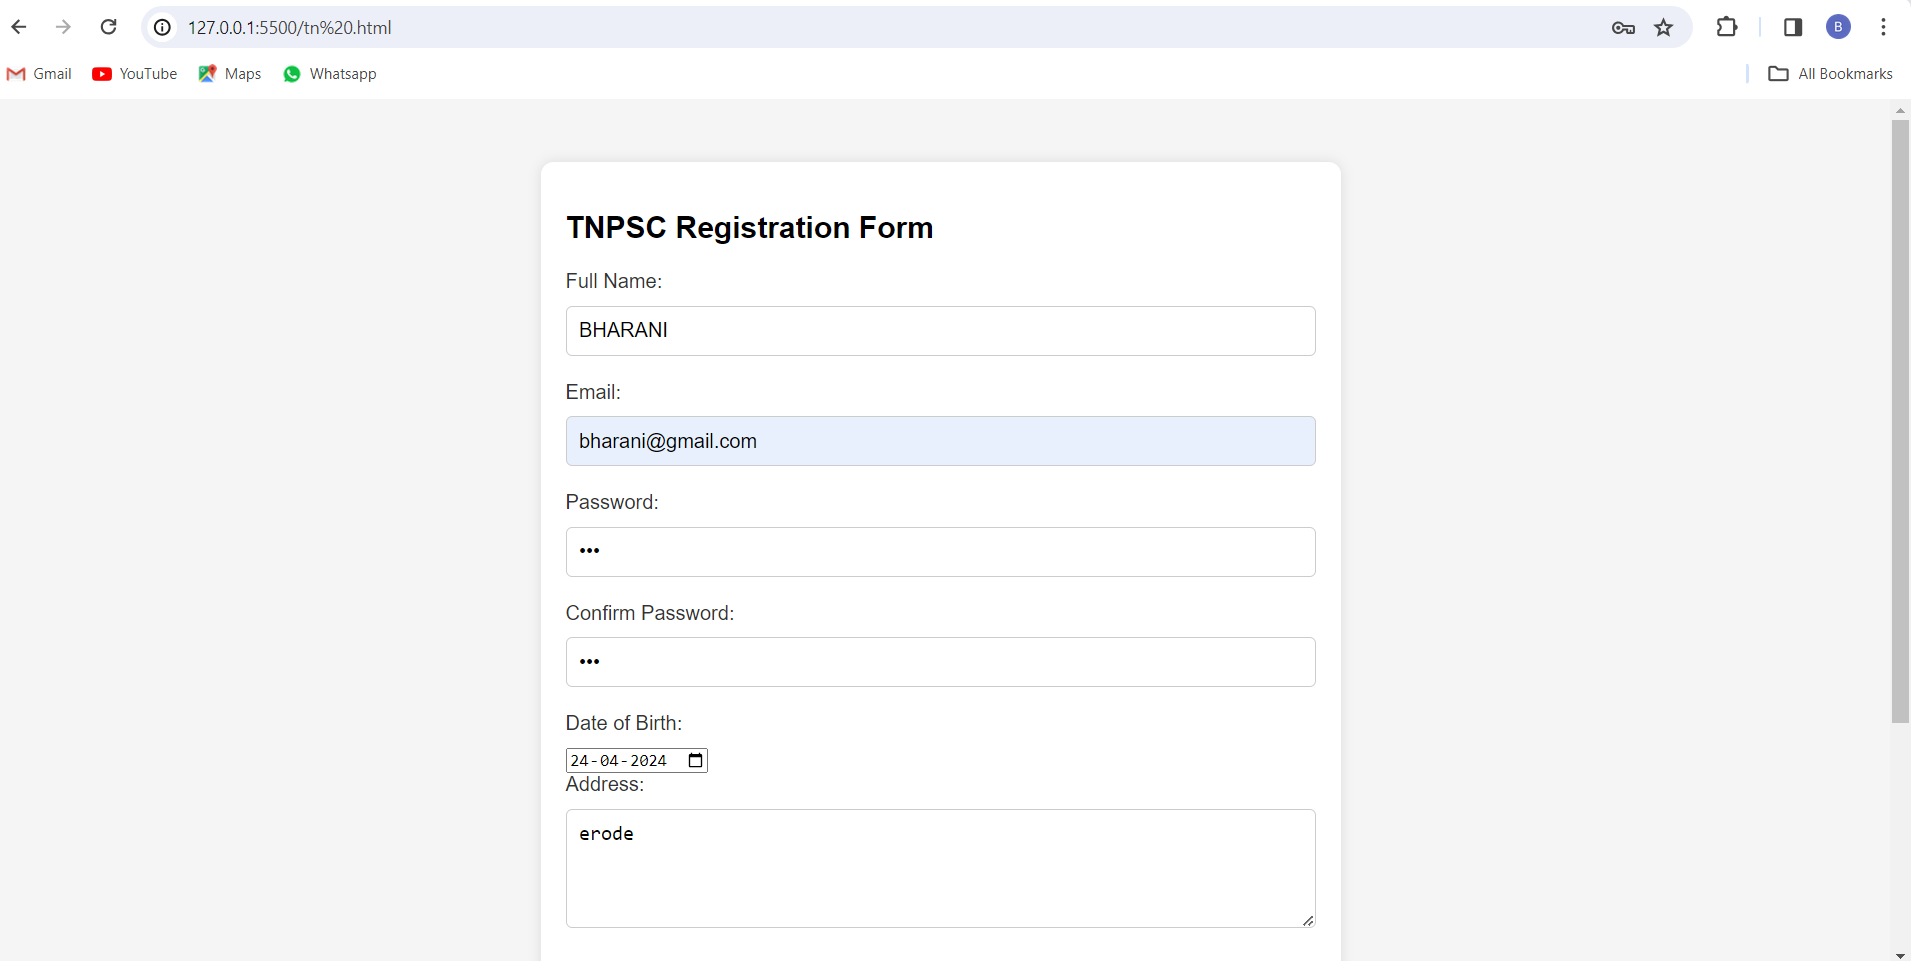 127.0.0.1:5500/tn%20.html
B
Gmail YouTube Maps Whatsapp All Bookmarks
TNPSC Registration Form
Full Name:
BHARANI
Email:
bharani@gmail.com
Password:
•••
Confirm Password:
•••
Date of Birth:
24-04-2024
Address:
erode